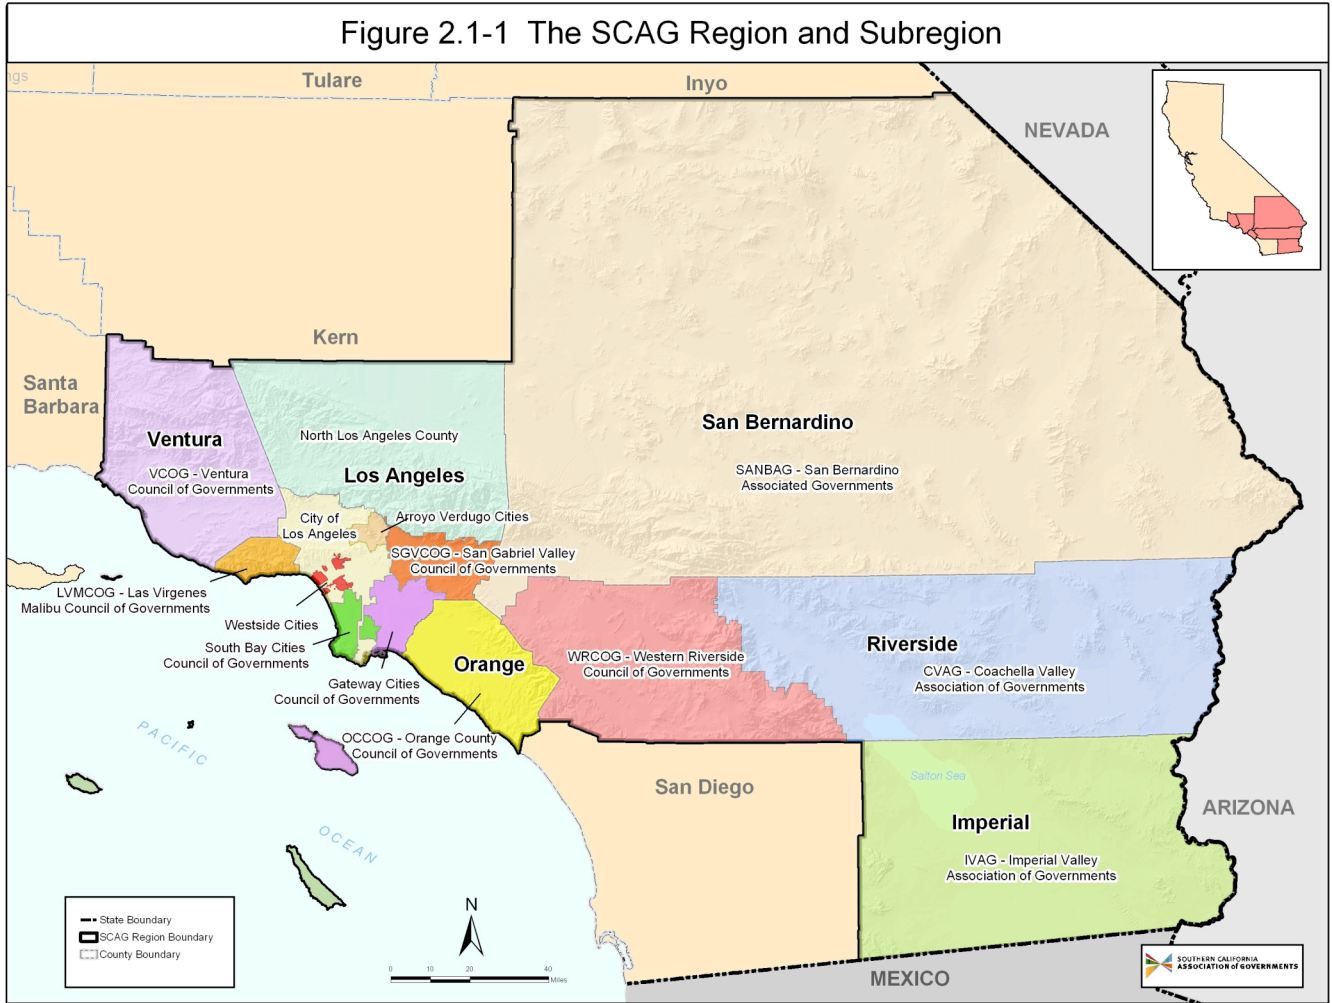 Figure 2.1-1 The SCAG Region and Subregion
ngs
Tulare
Inyo
NEVADA
Kern
Santa
Barbara
Ventura
VCOG - Ventura
Council of Governments
North Los Angeles County
Los Angeles
San Bernardino
SANBAG - San Bernardino
Associated Governments
City of
Los Angeles
Arroyo Verdugo Cities
SGVCOG - San Gabriel Valley
Council of Governments
LVMCOG - Las Virgenes
Malibu Council of Governments
Westside Cities
South Bay Cities
Council of Governments
Gateway Cities
Council of Governments
Orange
OCCOG - Orange County
Council of Governments
WRCOG - Western Riverside
Council of Governments
Riverside
CVAG - Coachella Valley
Association of Governments
PACIFIC
OCEAN
San Diego
Salton Sea
Imperial
IVAG - Imperial Valley
Association of Governments
ARIZONA
MEXICO
State Boundary
SCAG Region Boundary
County Boundary
N
0 10 20 40
Miles
SOUTHERN CALIFORNIA
ASSOCIATION of GOVERNMENTS